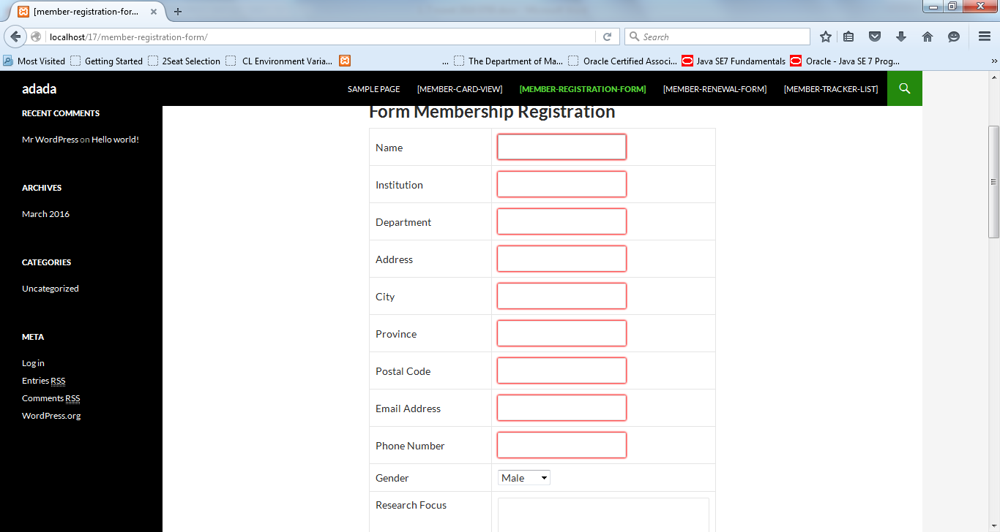 [member-registration-for...
localhost/17/member-registration-form/
Search
Most Visited Getting Started 2Seat Selection CL Environment Varia... ... The Department of Ma... Oracle Certified Associ... Java SE7 Fundamentals Oracle - Java SE 7 Prog... »
adada
SAMPLE PAGE [MEMBER-CARD-VIEW] [MEMBER-REGISTRATION-FORM] [MEMBER-RENEWAL-FORM] [MEMBER-TRACKER-LIST]
RECENT COMMENTS
Mr WordPress on Hello world!
ARCHIVES
March 2016
CATEGORIES
Uncategorized
META
Log in
Entries RSS
Comments RSS
WordPress.org
Form Membership Registration
Name
Institution
Department
Address
City
Province
Postal Code
Email Address
Phone Number
Gender Male
Research Focus